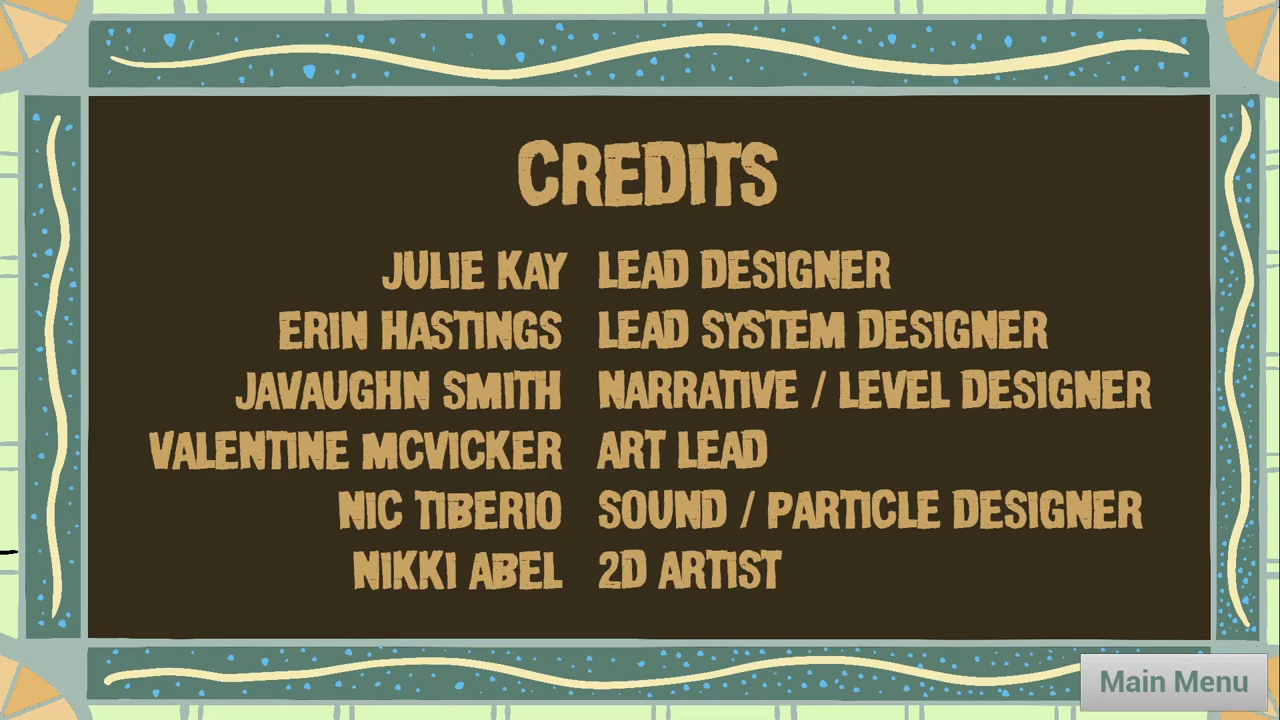 CREDITS
JULIE KAY LEAD DESIGNER
ERIN HASTINGS LEAD SYSTEM DESIGNER
JAVAUGHN SMITH NARRATIVE / LEVEL DESIGNER
VALENTINE MCVICKER ART LEAD
NIC TIBERIO SOUND / PARTICLE DESIGNER
NIKKI ABEL 2D ARTIST
Main Menu